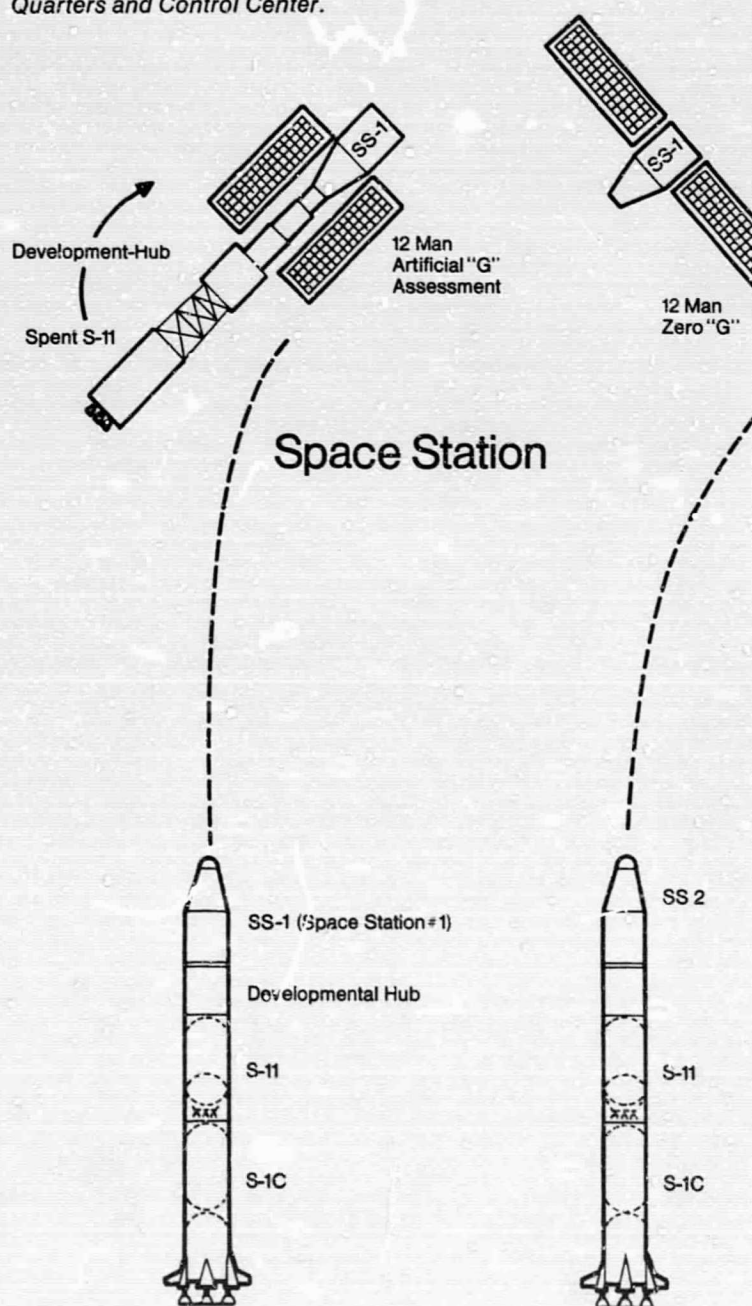 Quarters and Control Center.
SS-1
SS-1
Development-Hub
12 Man
Artificial "G"
Assessment
Spent S-11
12 Man
Zero "G"
Space Station
SS-1 (Space Station #1)
SS 2
Developmental Hub
S-11
S-11
S-1C
S-1C